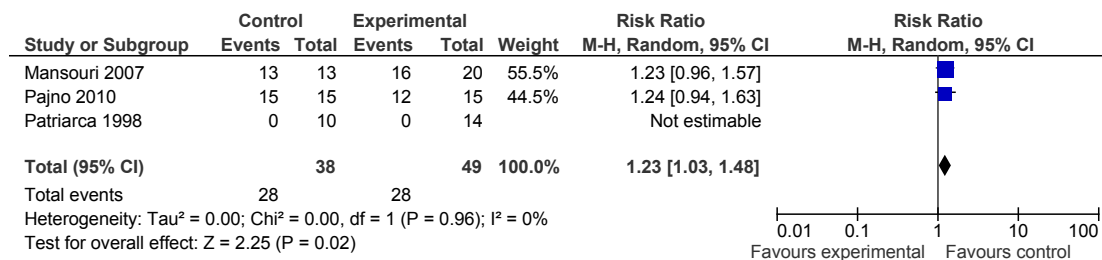 Control Experimental Risk Ratio Risk Ratio
Study or Subgroup Events Total Events Total Weight M-H, Random, 95% CI M-H, Random, 95% CI
Mansouri 2007 13 13 16 20 55.5% 1.23 [0.96, 1.57]
Pajno 2010 15 15 12 15 44.5% 1.24 [0.94, 1.63]
Patriarca 1998 0 10 0 14 Not estimable
Total (95% CI) 38 49 100.0% 1.23 [1.03, 1.48]
Total events 28 28
Heterogeneity: Tau² = 0.00; Chi² = 0.00, df = 1 (P = 0.96); I² = 0%
Test for overall effect: Z = 2.25 (P = 0.02)
0.01 0.1 1 10 100
Favours experimental Favours control